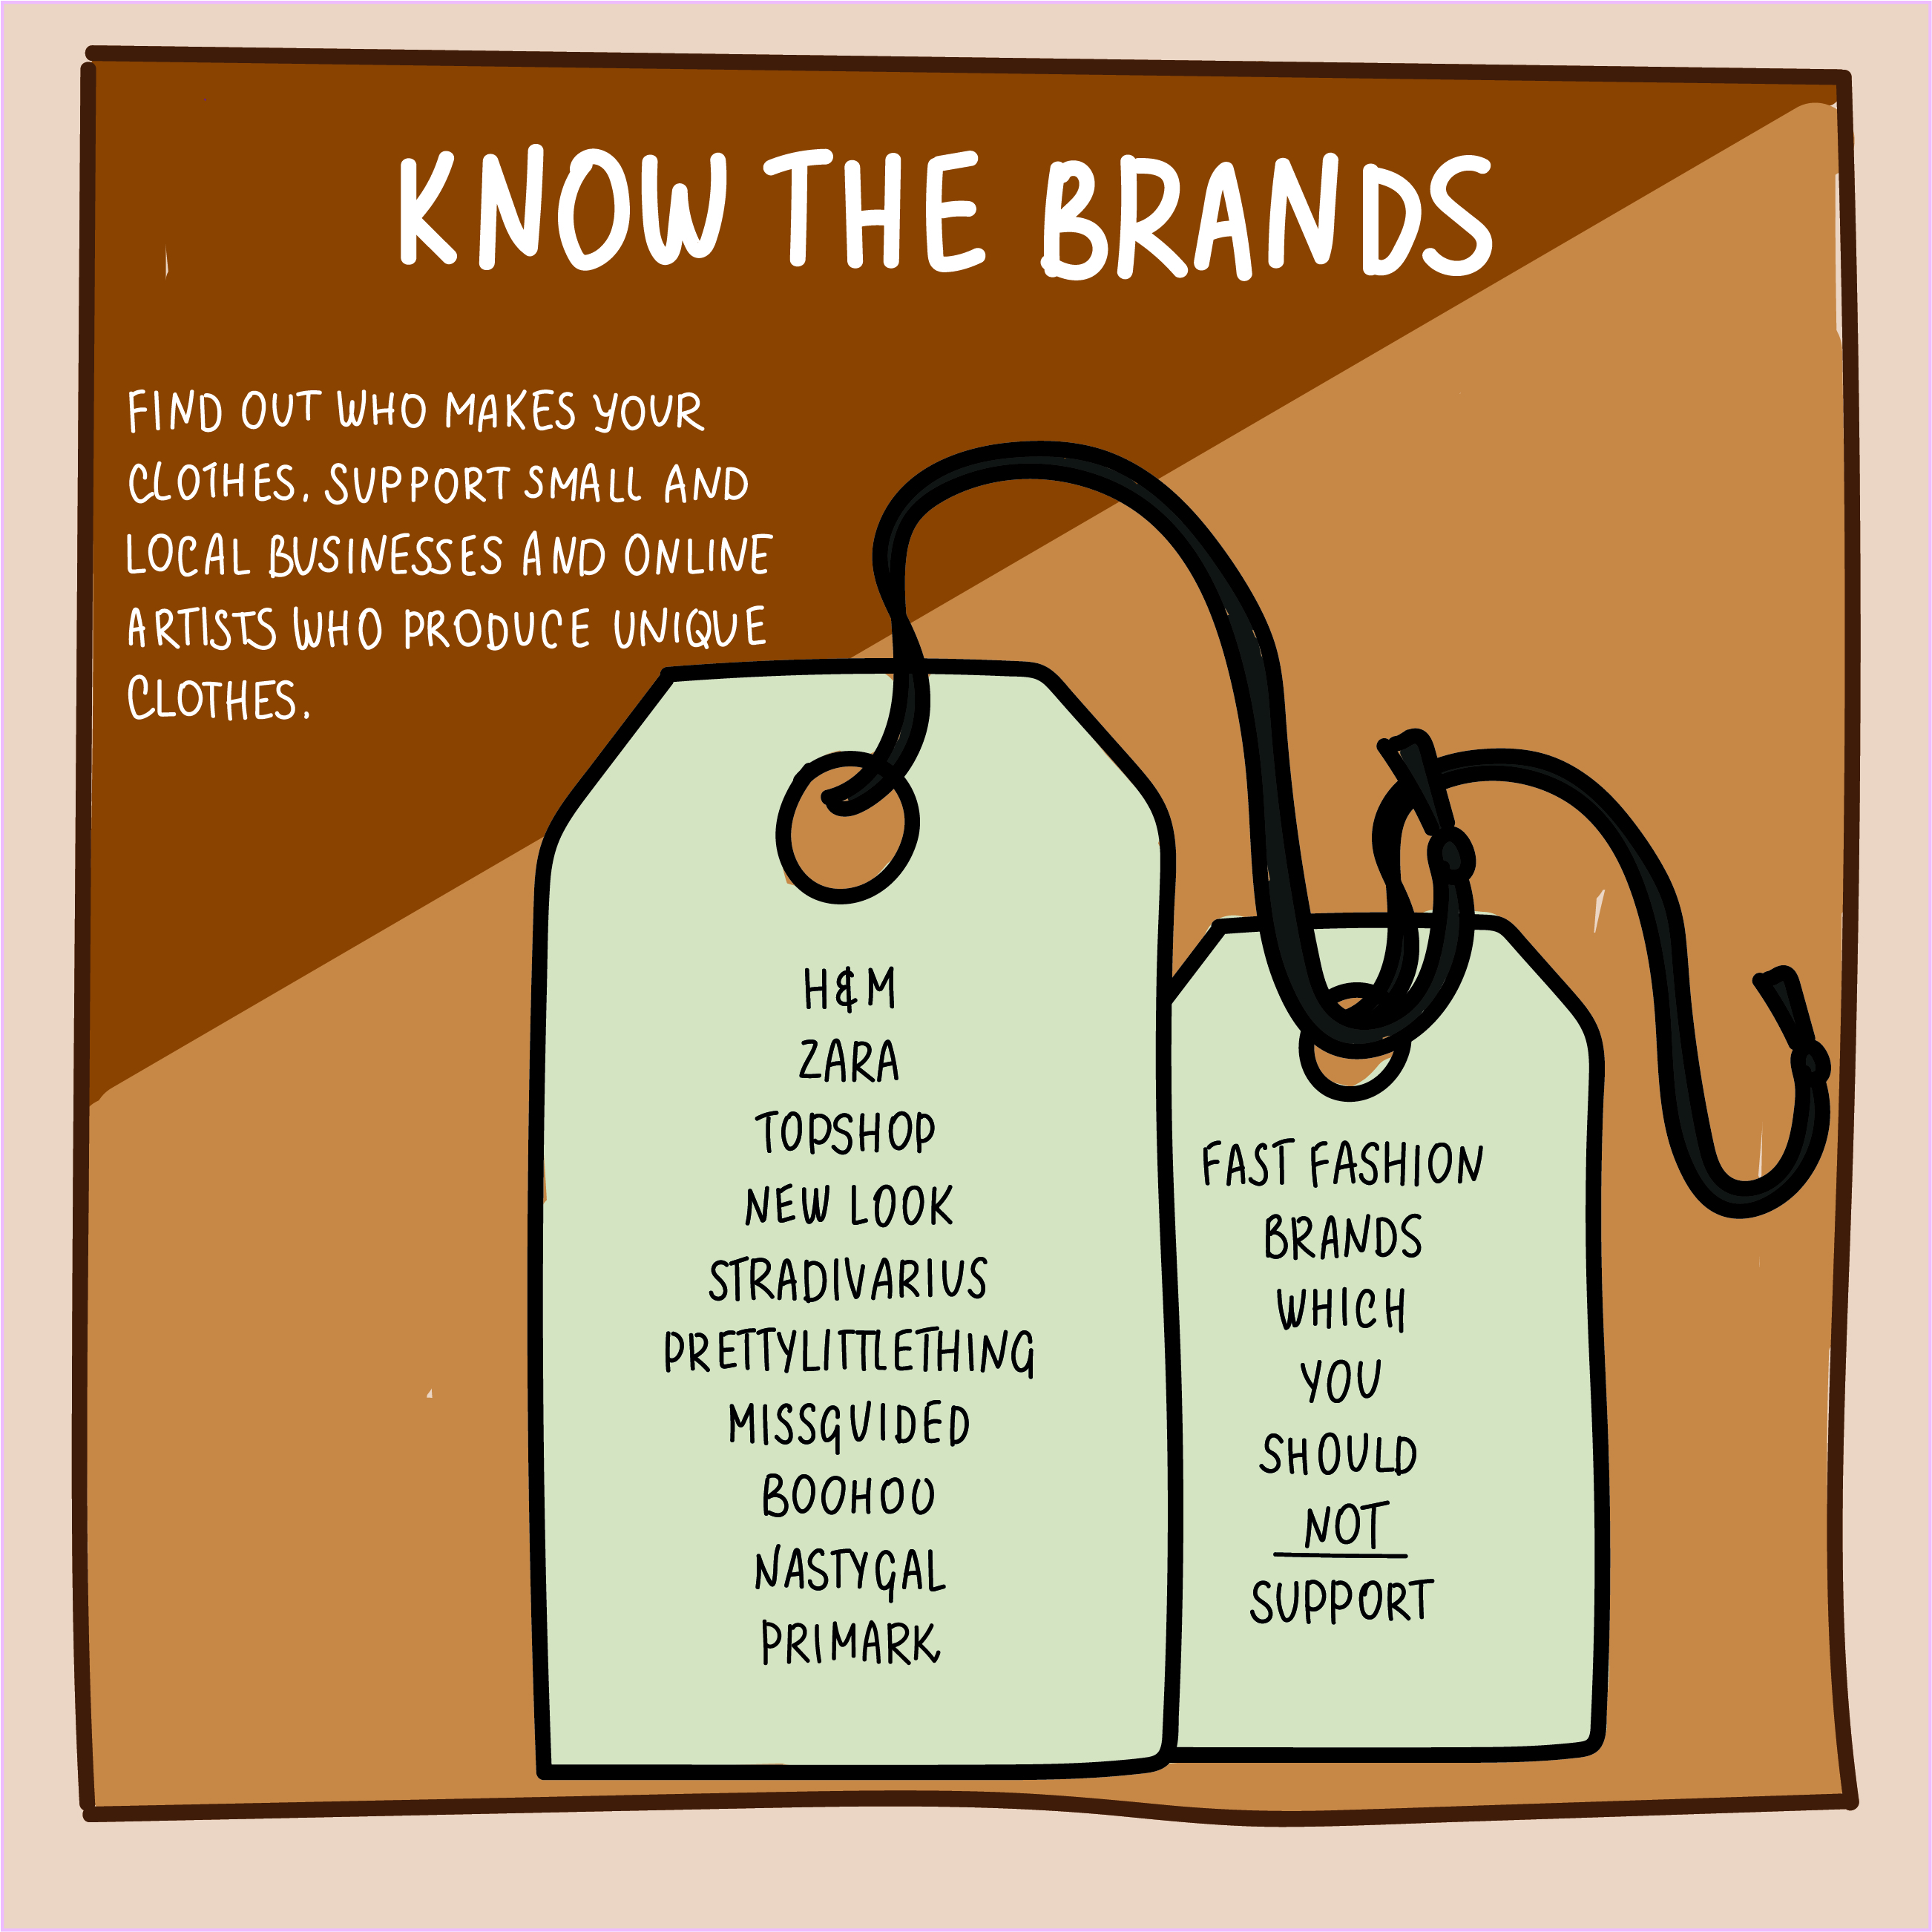 KNOW THE BRANDS
FIND OUT WHO MAKES YOUR
CLOTHES. SUPPORT SMALL AND
LOCAL BUSINESSES AND ONLINE
ARTISTS WHO PRODUCE UNIQUE
CLOTHES.
H&M
ZARA
TOPSHOP
NEW LOOK
STRADIVARIUS
PRETTYLITTLETHING
MISSGUIDED
BOOHOO
NASTYGAL
PRIMARK
FAST FASHION
BRANDS
WHICH
YOU
SHOULD
NOT
SUPPORT